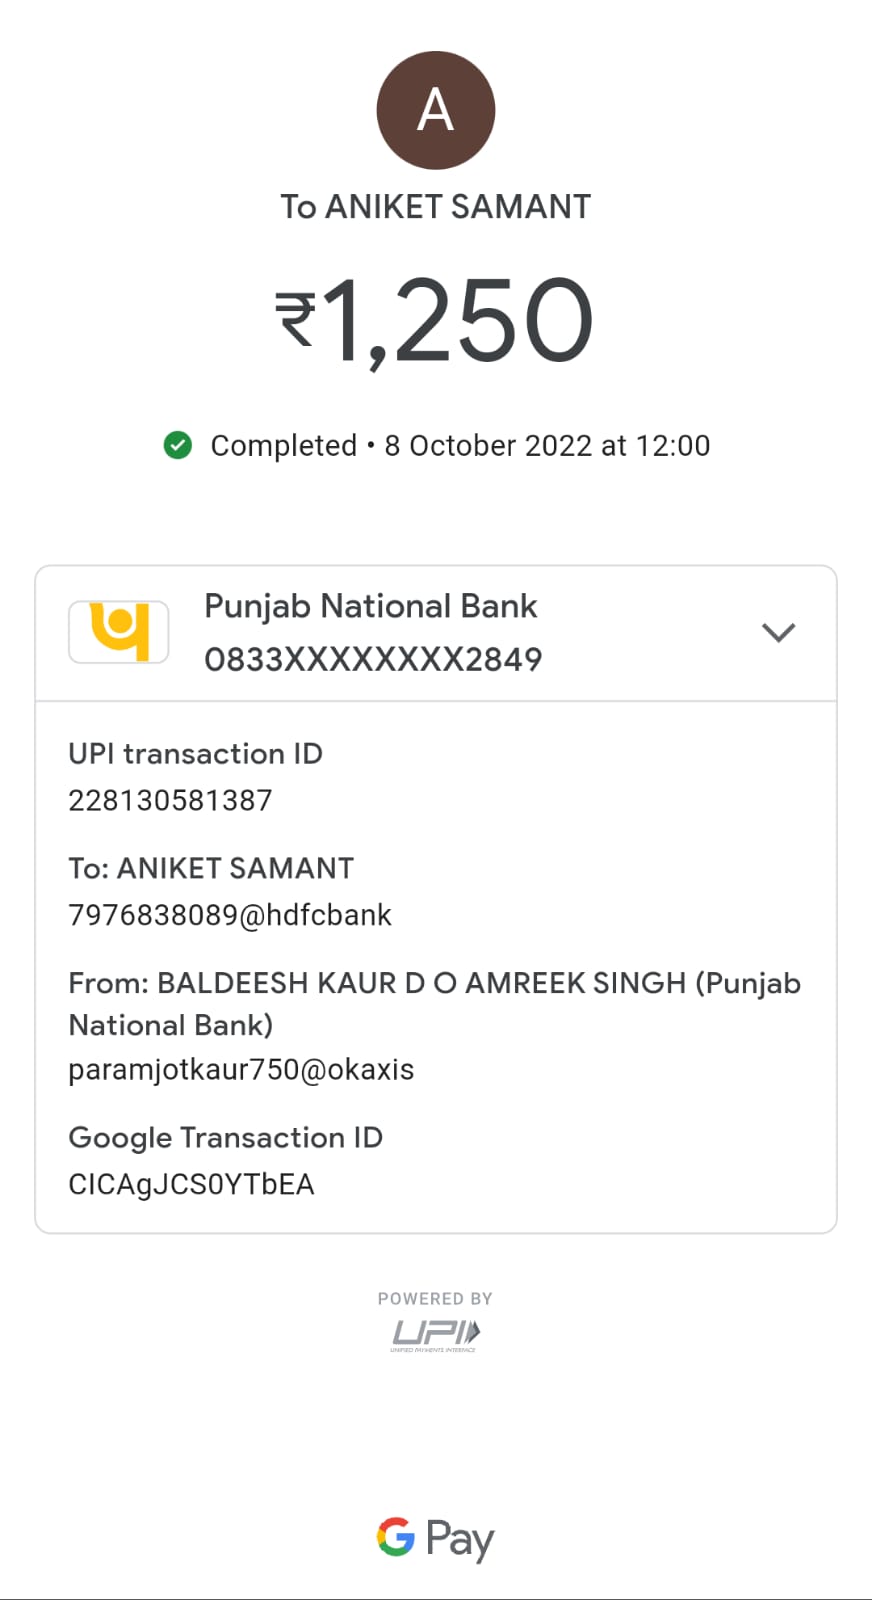 A
To ANIKET SAMANT
₹1,250
Completed • 8 October 2022 at 12:00
Punjab National Bank
0833XXXXXXXX2849
UPI transaction ID
228130581387
To: ANIKET SAMANT
7976838089@hdfcbank
From: BALDEESH KAUR D O AMREEK SINGH (Punjab
National Bank)
paramjotkaur750@okaxis
Google Transaction ID
CICAgJCS0YTbEA
POWERED BY
UPI
UNIFIED PAYMENTS INTERFACE
G Pay